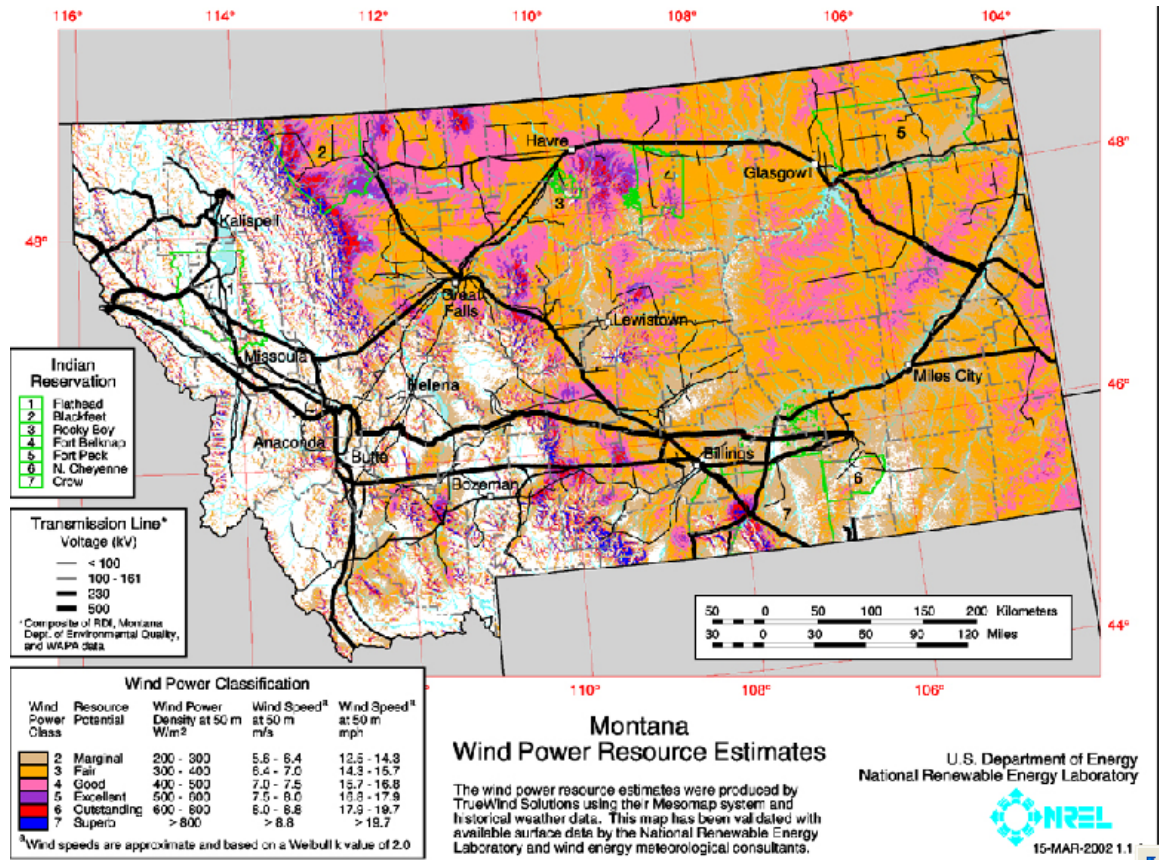 116° 114° 112° 110° 108° 106° 104°
48°
48°
46°
44°
110° 108° 106°
Havre
Glasgow
Kalispell
Great
Falls
Lewistown
Missoula
Helena
Miles City
Anaconda
Butte
Billings
Bozeman
1
2
3
4
5
6
7
Indian
Reservation
1 Flathead
2 Blackfeet
3 Rocky Boy
4 Fort Belknap
5 Fort Peck
6 N. Cheyenne
7 Crow
Transmission Line*
Voltage (kV)
< 100
100 - 161
230
500
*Composite of RDI, Montana
Dept. of Environmental Quality,
and WAPA data
50 0 50 100 150 200 Kilometers
30 0 30 60 90 120 Miles
Wind Power Classification
Wind Resource Wind Power Wind Speedª Wind Speedª
Power Potential Density at 50 m at 50 m at 50 m
Class W/m² m/s mph
2 Marginal 200 - 300 5.6 - 6.4 12.5 - 14.3
3 Fair 300 - 400 6.4 - 7.0 14.3 - 15.7
4 Good 400 - 500 7.0 - 7.5 15.7 - 16.8
5 Excellent 500 - 600 7.5 - 8.0 16.8 - 17.9
6 Outstanding 600 - 800 8.0 - 8.8 17.9 - 19.7
7 Superb > 800 > 8.8 > 19.7
ªWind speeds are approximate and based on a Weibull k value of 2.0
Montana
Wind Power Resource Estimates
The wind power resource estimates were produced by
TrueWind Solutions using their Mesomap system and
historical weather data. This map has been validated with
available surface data by the National Renewable Energy
Laboratory and wind energy meteorological consultants.
U.S. Department of Energy
National Renewable Energy Laboratory
NREL
15-MAR-2002 1.1